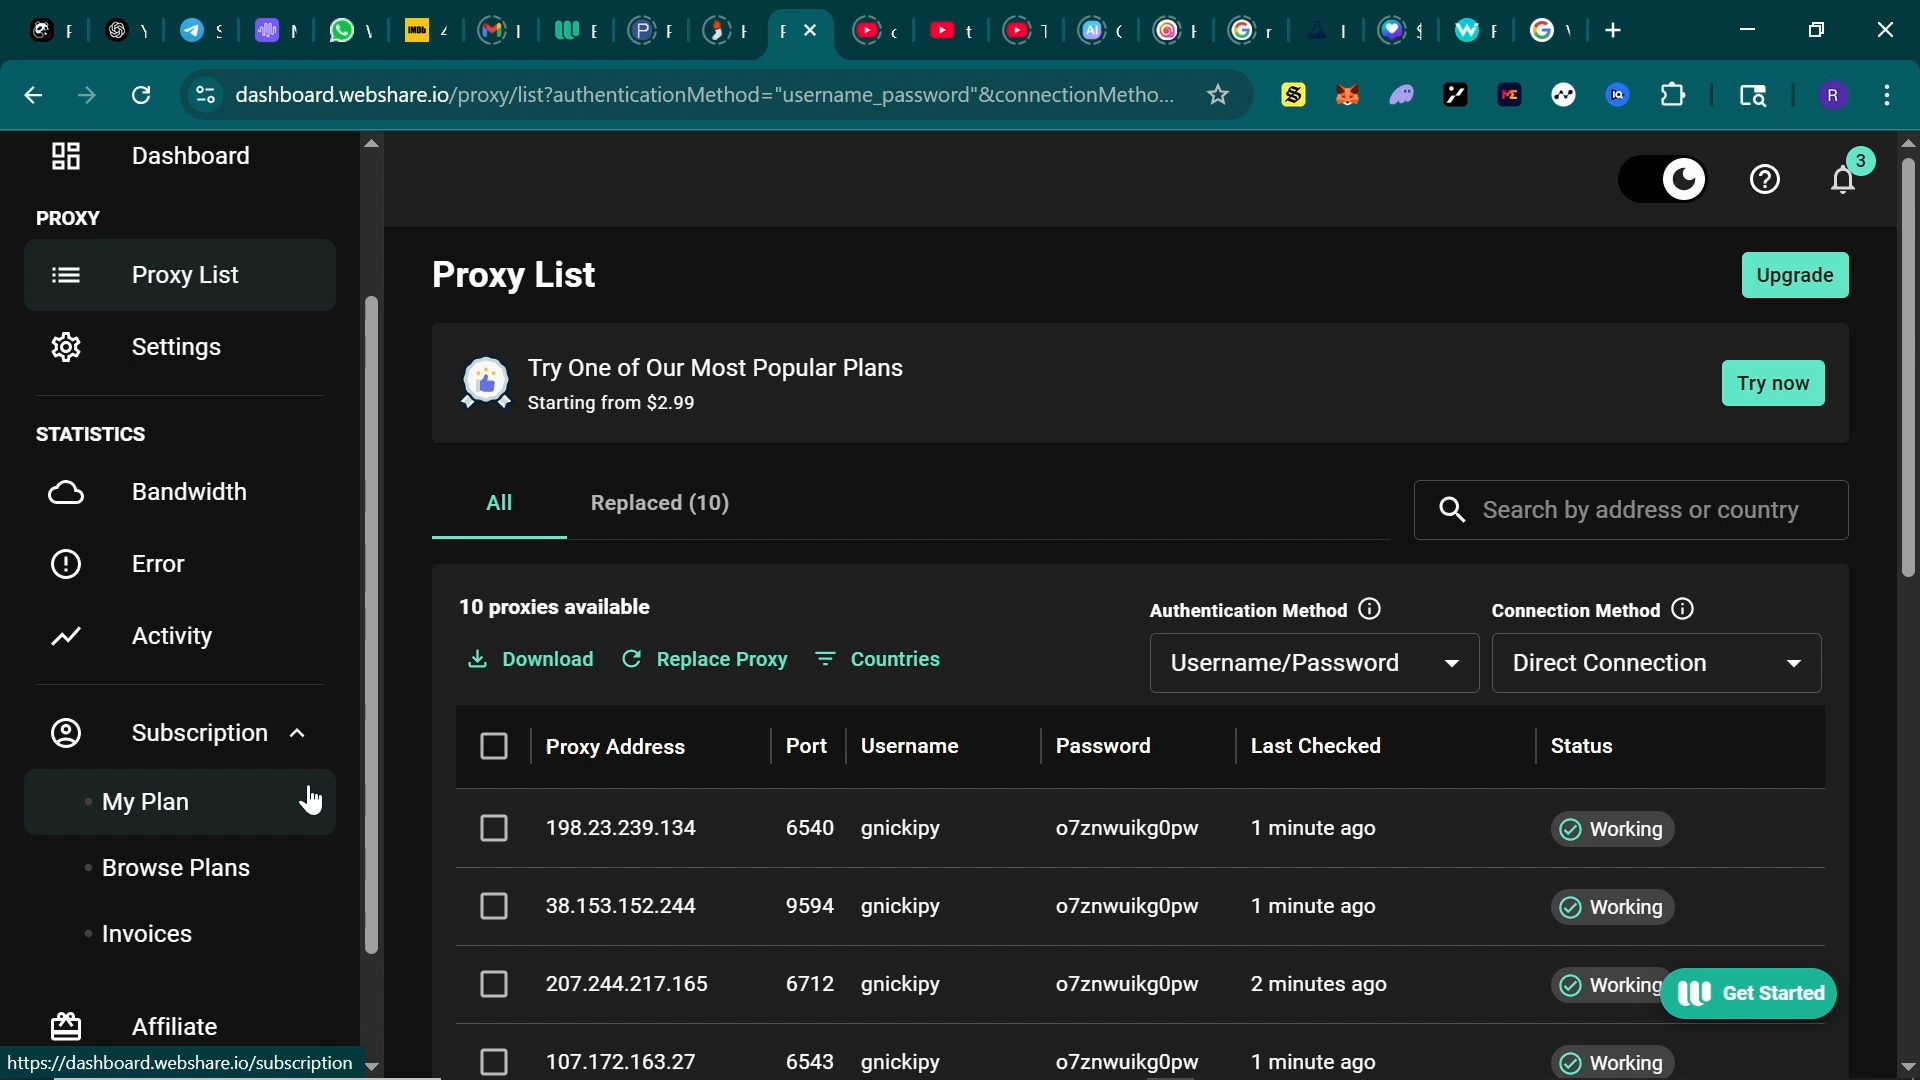 dashboard.webshare.io/proxy/list?authenticationMethod="username_password"&connectionMetho...
Dashboard
PROXY
Proxy List
Settings
STATISTICS
Bandwidth
Error
Activity
Subscription
My Plan
Browse Plans
Invoices
Affiliate
https://dashboard.webshare.io/subscription
3
Proxy List
Upgrade
Try One of Our Most Popular Plans
Starting from $2.99
Try now
All
Replaced (10)
Search by address or country
10 proxies available
Authentication Method
Connection Method
Download
Replace Proxy
Countries
Username/Password
Direct Connection
Proxy Address Port Username Password Last Checked Status
198.23.239.134 6540 gnickipy o7znwuikg0pw 1 minute ago Working
38.153.152.244 9594 gnickipy o7znwuikg0pw 1 minute ago Working
207.244.217.165 6712 gnickipy o7znwuikg0pw 2 minutes ago Working
107.172.163.27 6543 gnickipy o7znwuikg0pw 1 minute ago Working
Get Started